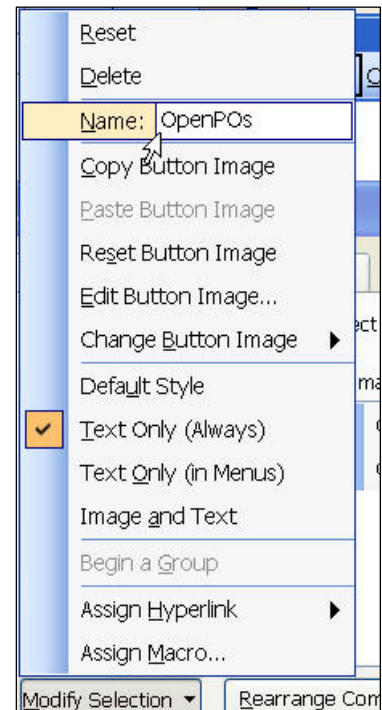 Reset
Delete
Name: OpenPOs
Copy Button Image
Paste Button Image
Reset Button Image
Edit Button Image...
Change Button Image
Default Style
Text Only (Always)
Text Only (in Menus)
Image and Text
Begin a Group
Assign Hyperlink
Assign Macro...
Modify Selection
Rearrange Com